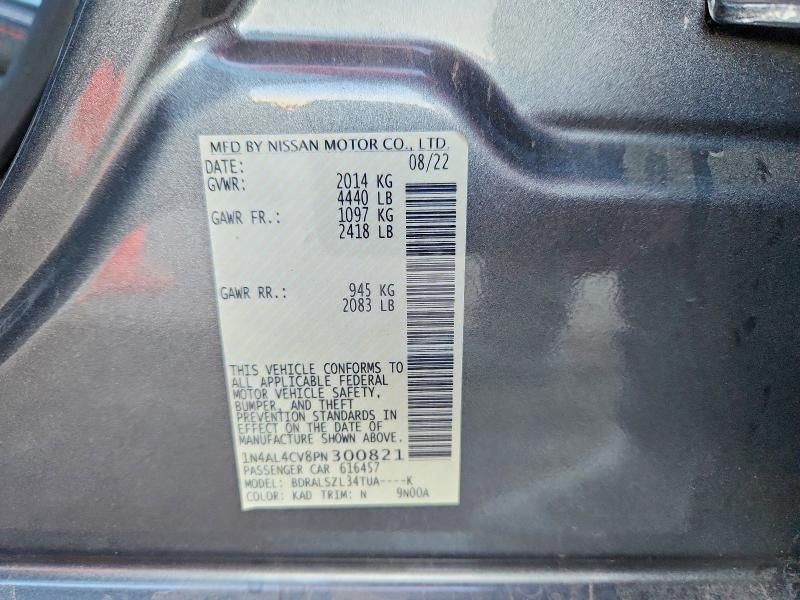 MFD BY NISSAN MOTOR CO., LTD.
DATE: 08/22
GVWR: 2014 KG
4440 LB
GAWR FR.: 1097 KG
2418 LB
GAWR RR.: 945 KG
2083 LB
THIS VEHICLE CONFORMS TO
ALL APPLICABLE FEDERAL
MOTOR VEHICLE SAFETY,
BUMPER, AND THEFT
PREVENTION STANDARDS IN
EFFECT ON THE DATE OF
MANUFACTURE SHOWN ABOVE.
1N4AL4CV8PN300821
PASSENGER CAR 616457
MODEL: BDRALSZL34TUA----K
COLOR: KAD TRIM: N 9N00A